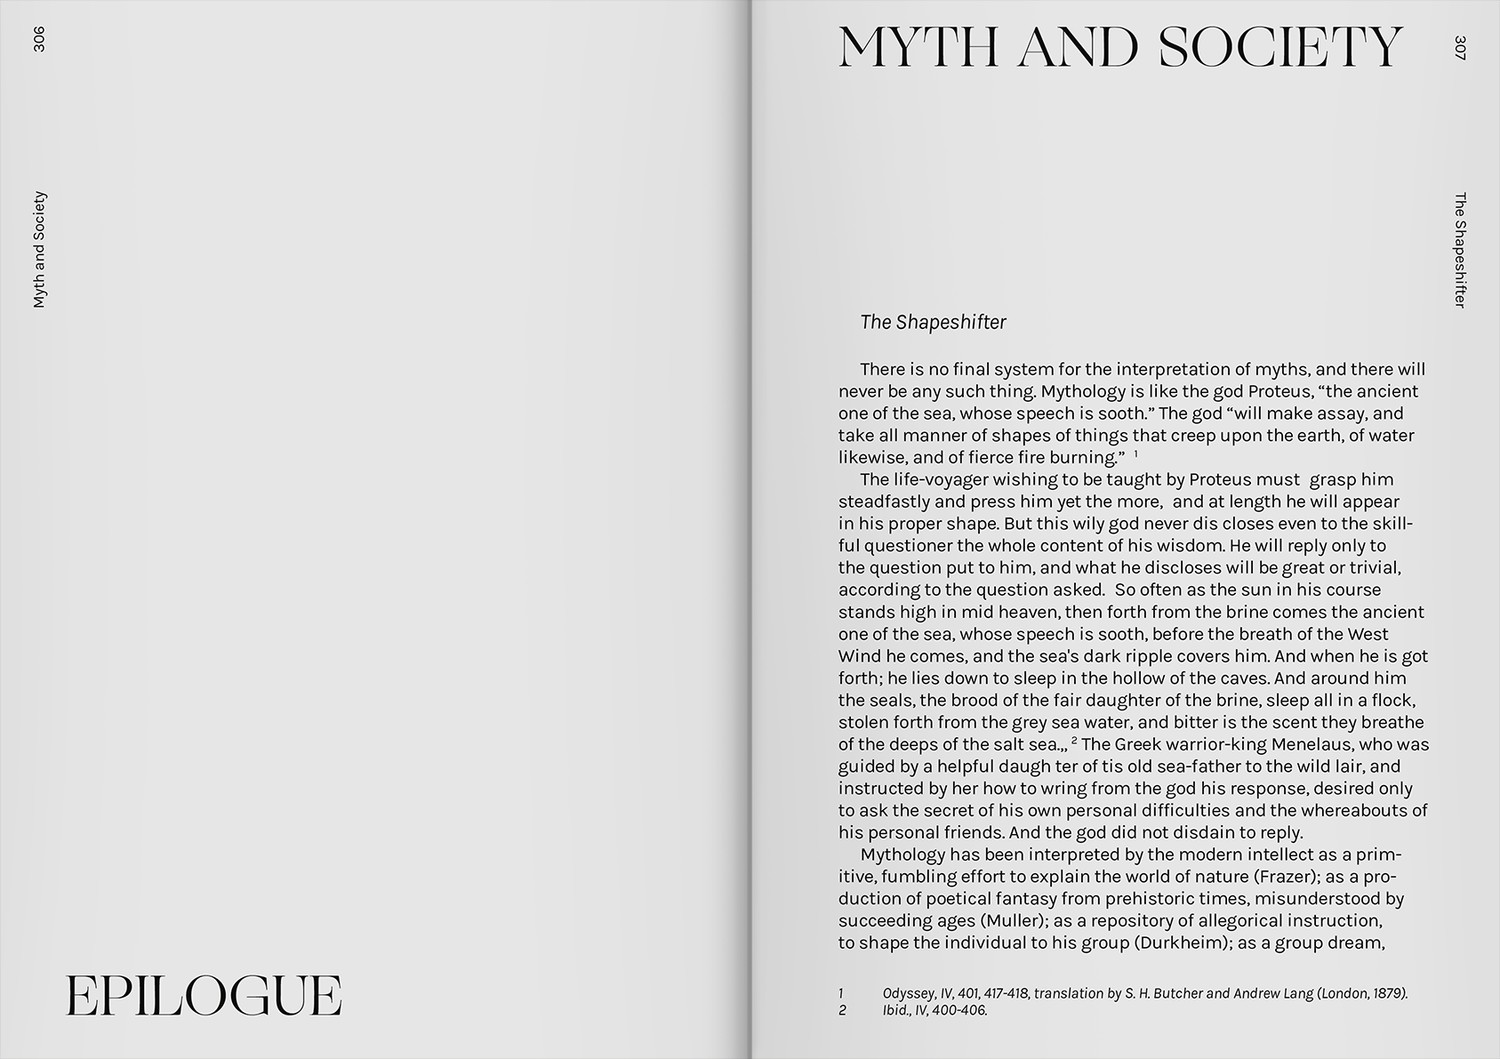 306
Myth and Society
EPILOGUE
MYTH AND SOCIETY
307
The Shapeshifter
The Shapeshifter
There is no final system for the interpretation of myths, and there will
never be any such thing. Mythology is like the god Proteus, “the ancient
one of the sea, whose speech is sooth.” The god “will make assay, and
take all manner of shapes of things that creep upon the earth, of water
likewise, and of fierce fire burning.” 1
The life-voyager wishing to be taught by Proteus must grasp him
steadfastly and press him yet the more, and at length he will appear
in his proper shape. But this wily god never dis closes even to the skill-
ful questioner the whole content of his wisdom. He will reply only to
the question put to him, and what he discloses will be great or trivial,
according to the question asked. So often as the sun in his course
stands high in mid heaven, then forth from the brine comes the ancient
one of the sea, whose speech is sooth, before the breath of the West
Wind he comes, and the sea's dark ripple covers him. And when he is got
forth; he lies down to sleep in the hollow of the caves. And around him
the seals, the brood of the fair daughter of the brine, sleep all in a flock,
stolen forth from the grey sea water, and bitter is the scent they breathe
of the deeps of the salt sea.„ 2 The Greek warrior-king Menelaus, who was
guided by a helpful daugh ter of tis old sea-father to the wild lair, and
instructed by her how to wring from the god his response, desired only
to ask the secret of his own personal difficulties and the whereabouts of
his personal friends. And the god did not disdain to reply.
Mythology has been interpreted by the modern intellect as a prim-
itive, fumbling effort to explain the world of nature (Frazer); as a pro-
duction of poetical fantasy from prehistoric times, misunderstood by
succeeding ages (Muller); as a repository of allegorical instruction,
to shape the individual to his group (Durkheim); as a group dream,
1 Odyssey, IV, 401, 417-418, translation by S. H. Butcher and Andrew Lang (London, 1879).
2 Ibid., IV, 400-406.